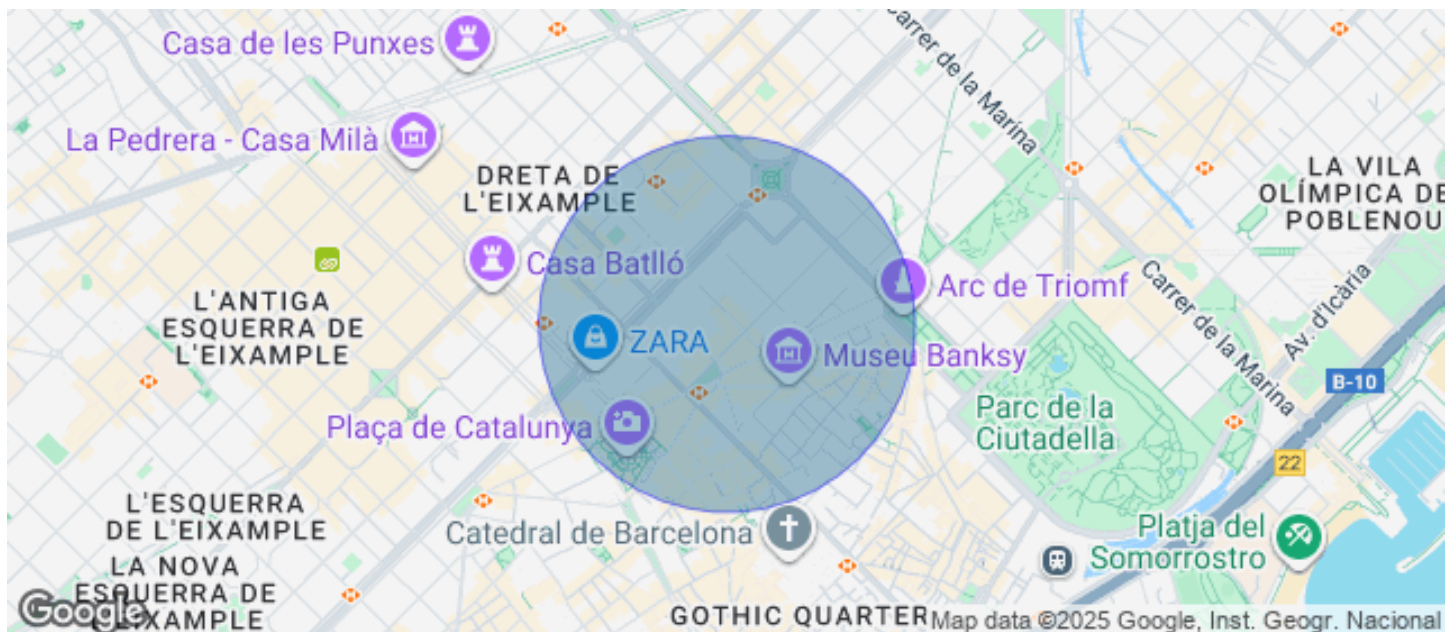 Casa de les Punxes
Carrer de la Marina
La Pedrera - Casa Milà
DRETA DE
L'EIXAMPLE
LA VILA
OLÍMPICA DE
POBLENOU
Casa Batlló
Arc de Triomf
L'ANTIGA
ESQUERRA DE
L'EIXAMPLE
ZARA
Museu Banksy
Carrer de la Marina
Av. d'Icària
B-10
Plaça de Catalunya
Parc de la
Ciutadella
22
L'ESQUERRA
DE L'EIXAMPLE
Catedral de Barcelona
Platja del
Somorrostro
LA NOVA
ESQUERRA DE
L'EIXAMPLE
Google
GOTHIC QUARTER
Map data ©2025 Google, Inst. Geogr. Nacional